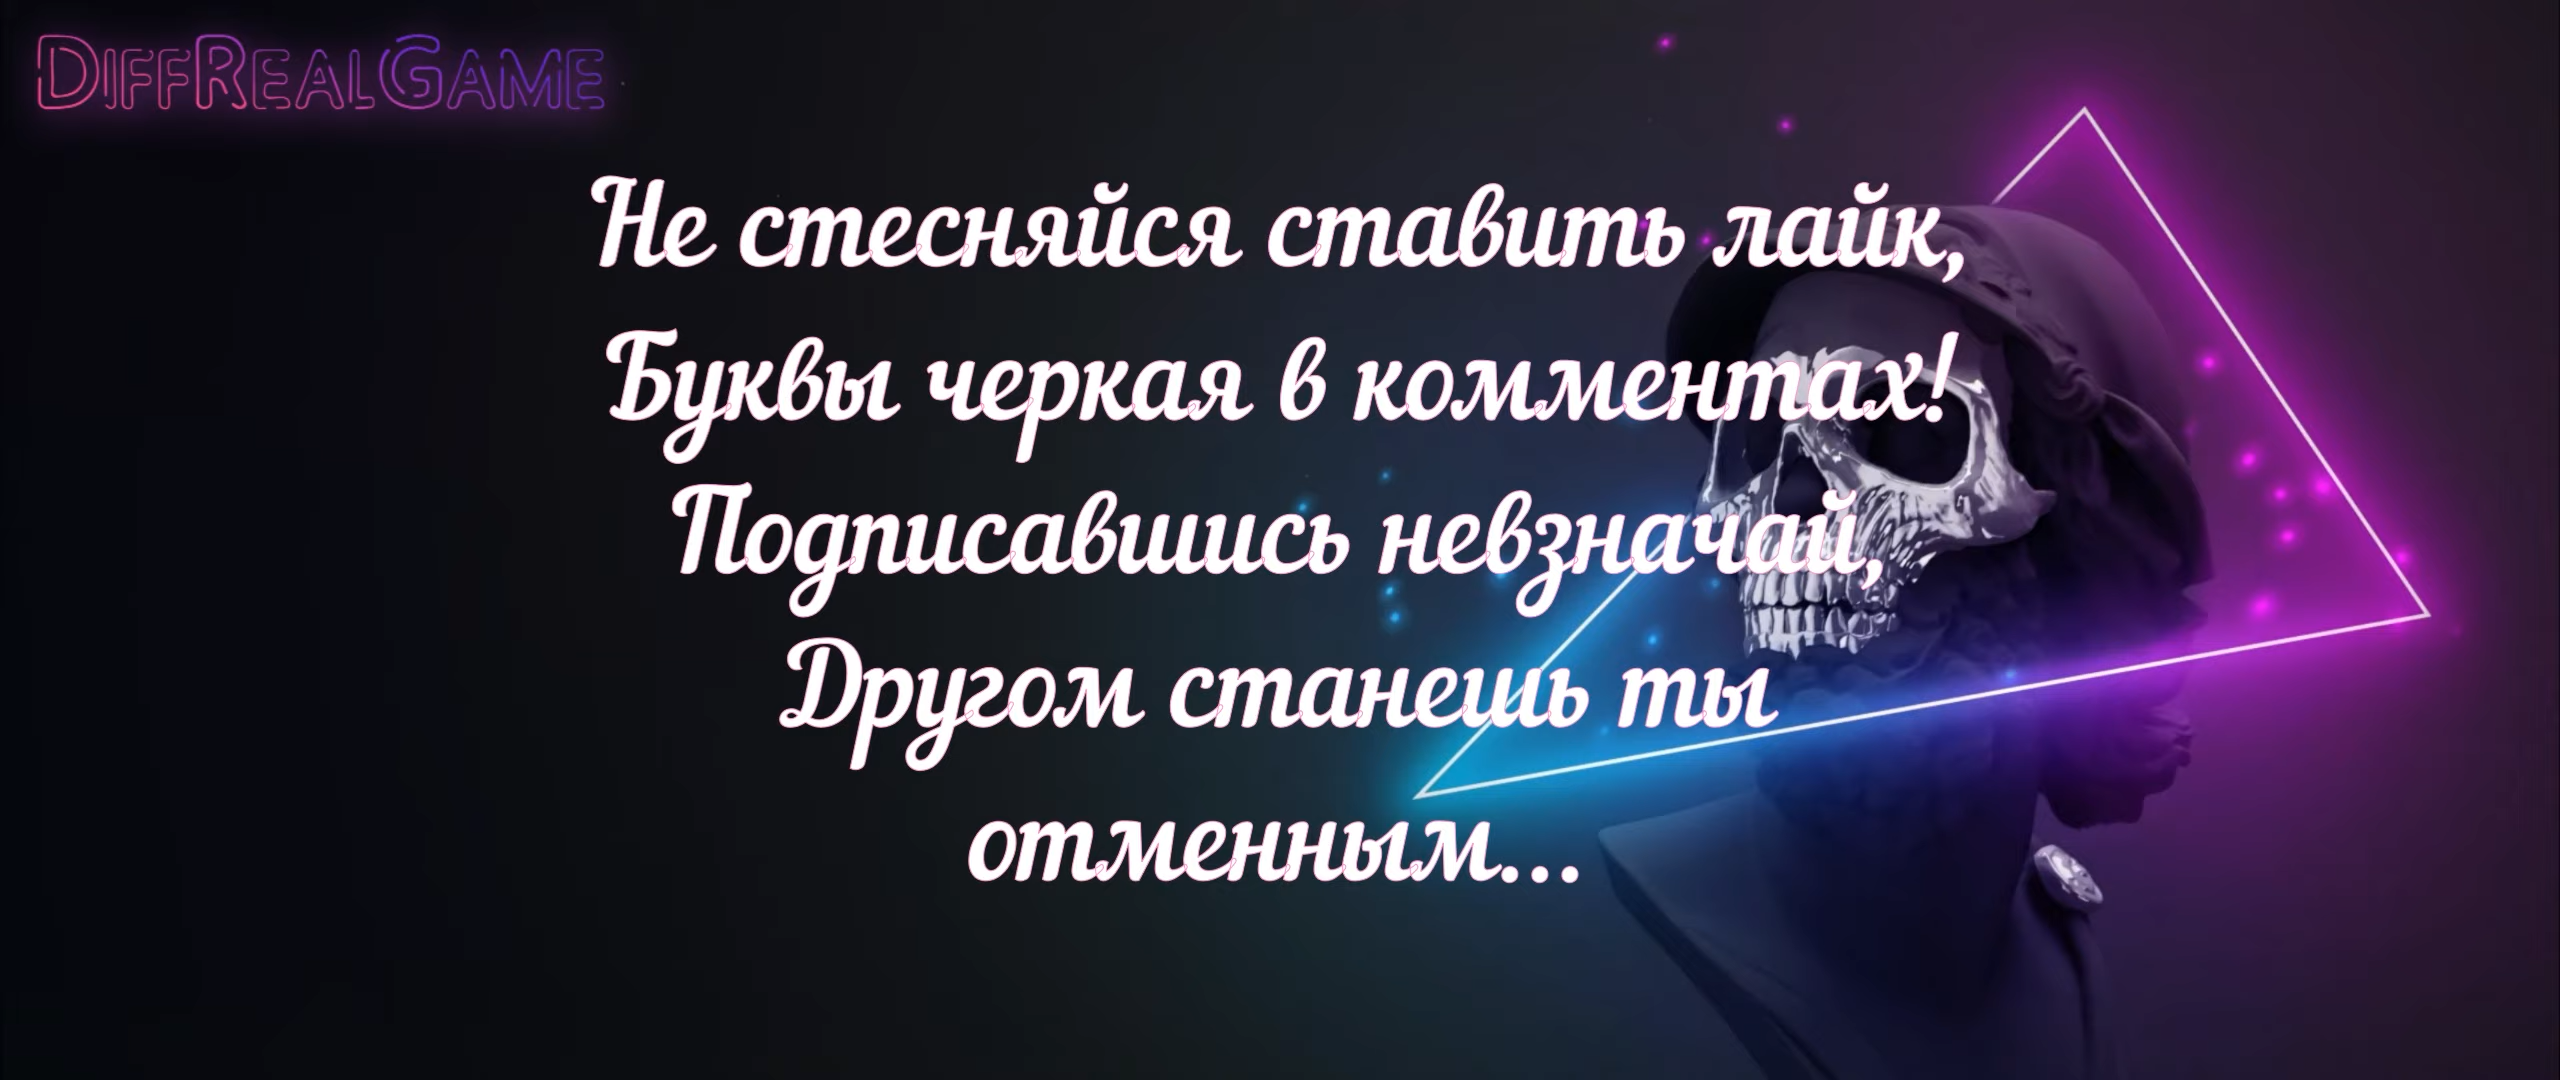 DiffRealGame
Не стесняйся ставить лайк,
Буквы черкая в комментах!
Подписавшись невзначай,
Другом станешь ты
отменным...